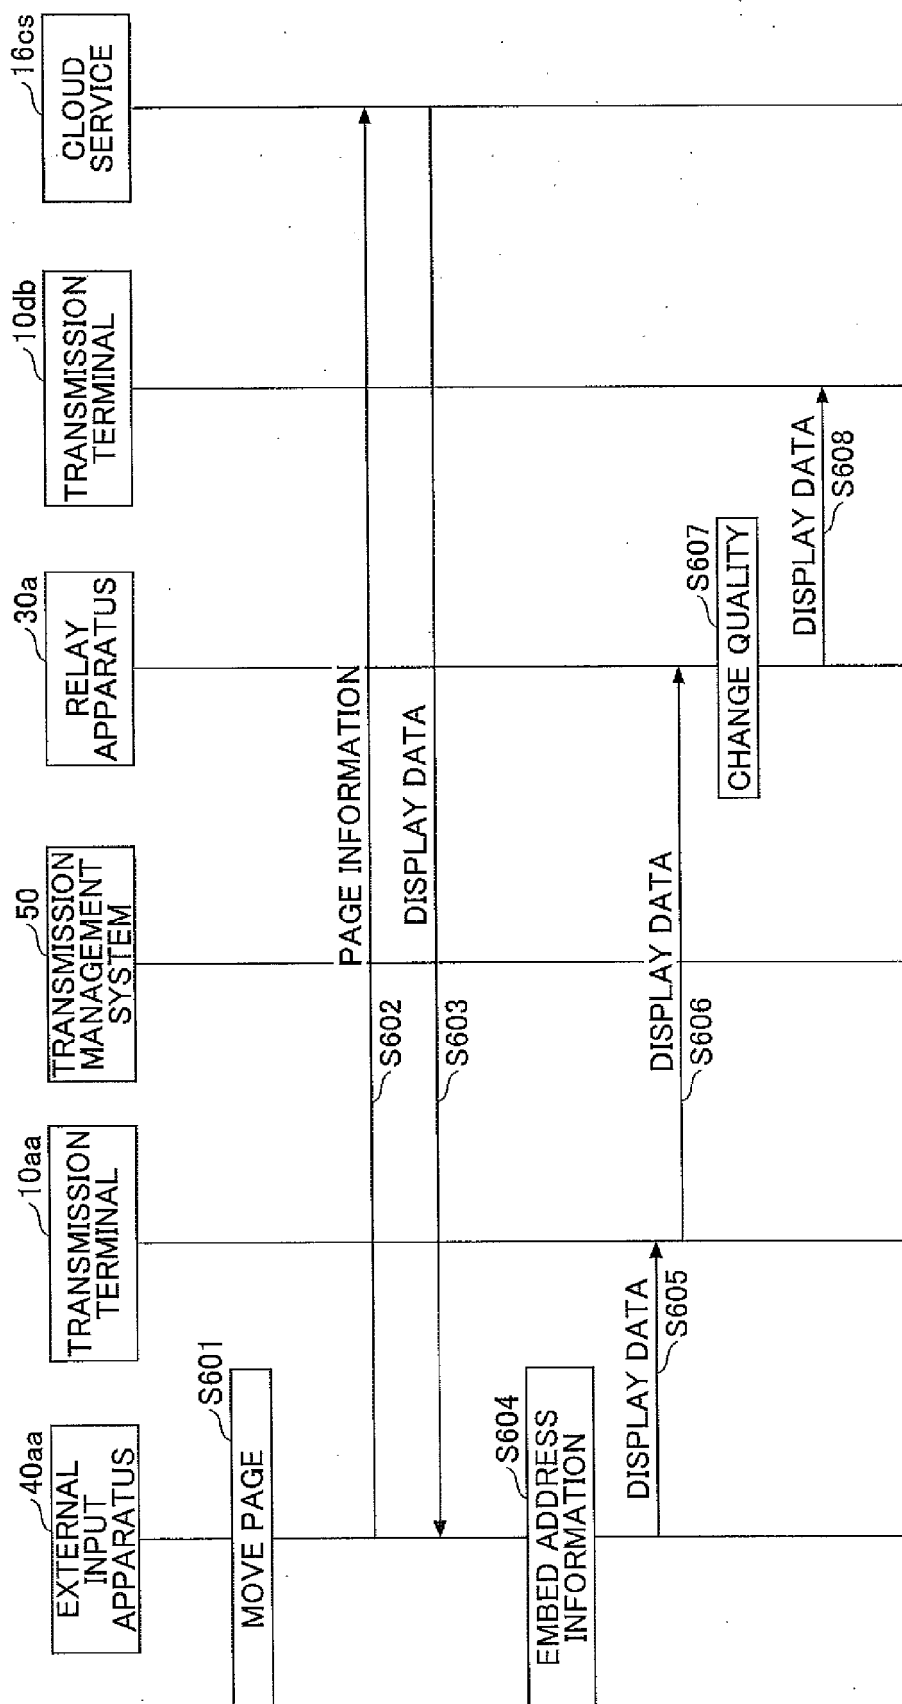 40aa
EXTERNAL
INPUT
APPARATUS
10aa
TRANSMISSION
TERMINAL
50
TRANSMISSION
MANAGEMENT
SYSTEM
30a
RELAY
APPARATUS
10db
TRANSMISSION
TERMINAL
16cs
CLOUD
SERVICE
S601
MOVE PAGE
PAGE INFORMATION
S602
DISPLAY DATA
S603
S604
EMBED ADDRESS
INFORMATION
DISPLAY DATA
S605
DISPLAY DATA
S606
S607
CHANGE QUALITY
DISPLAY DATA
S608